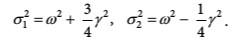 σ₁² = ω² + 3/4 γ², σ₂² = ω² − 1/4 γ².